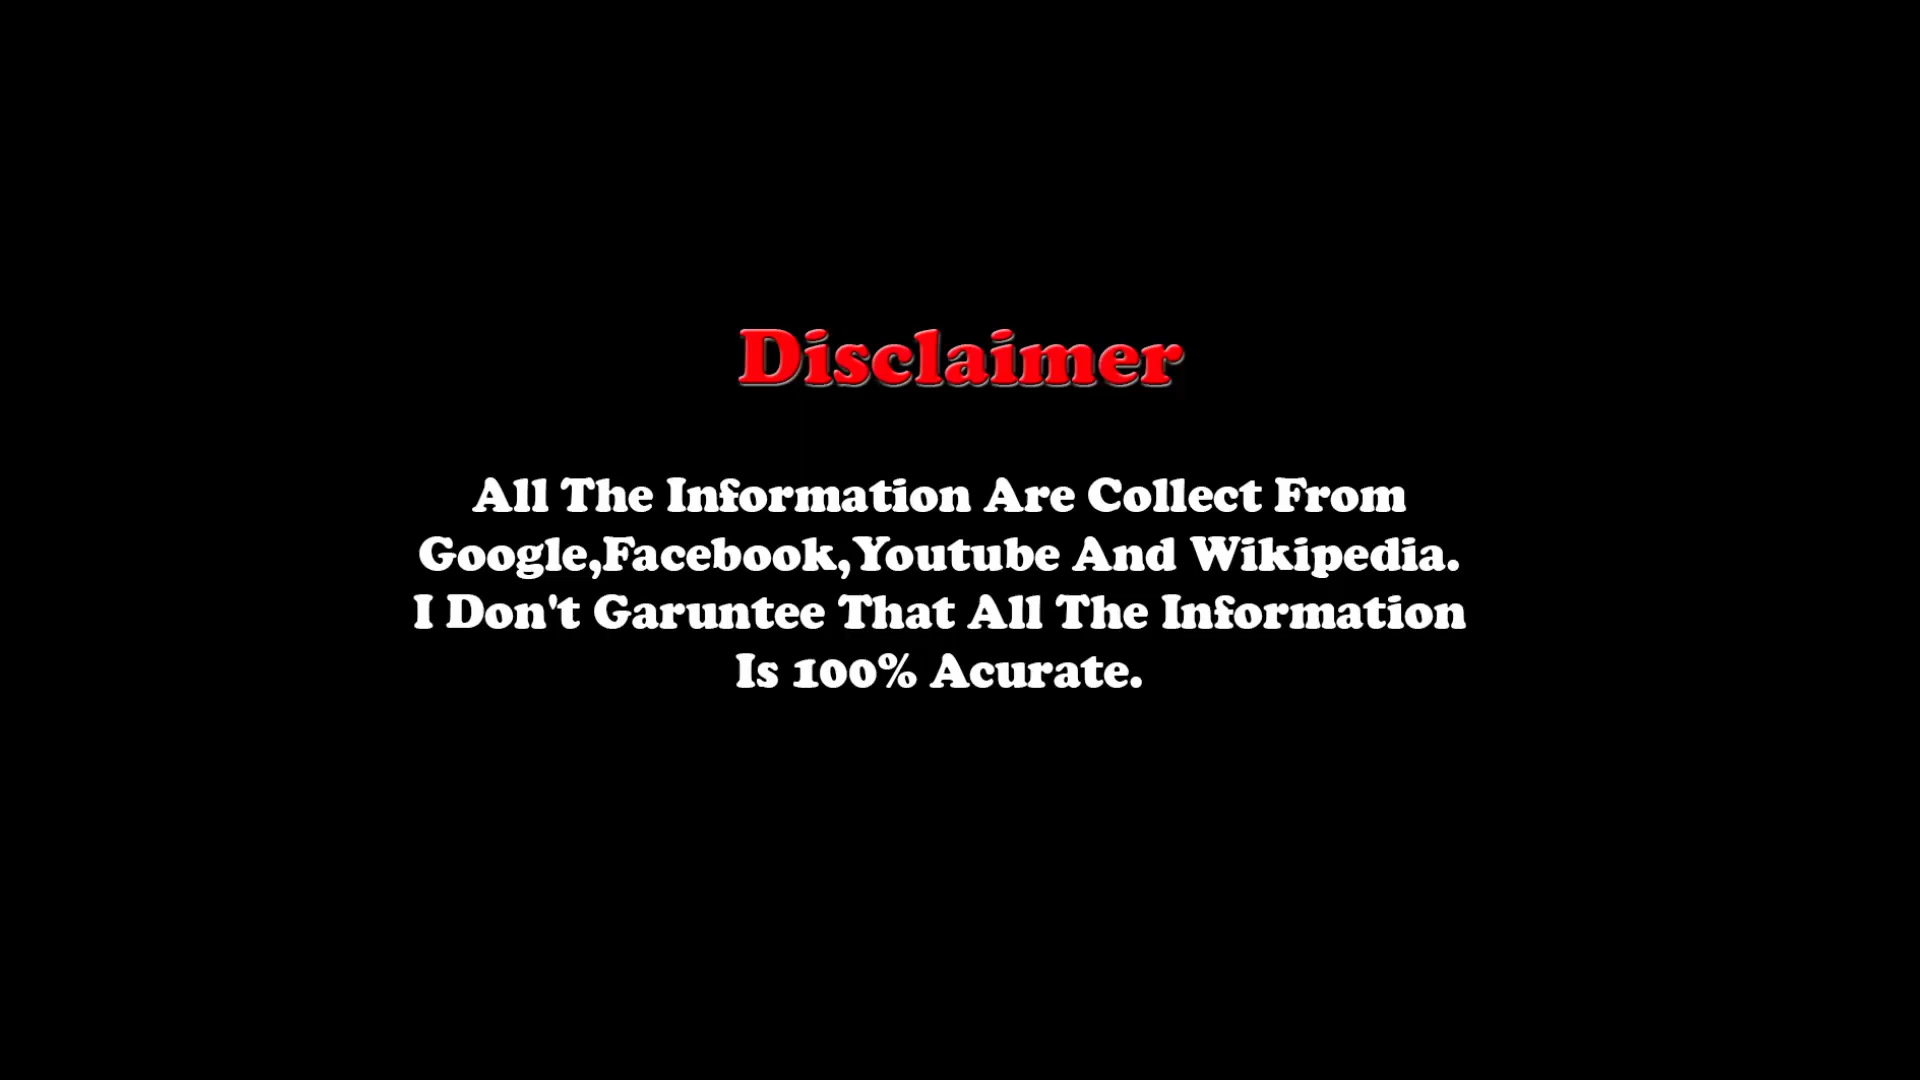 Disclaimer
All The Information Are Collect From
Google,Facebook,Youtube And Wikipedia.
I Don't Garuntee That All The Information
Is 100% Acurate.